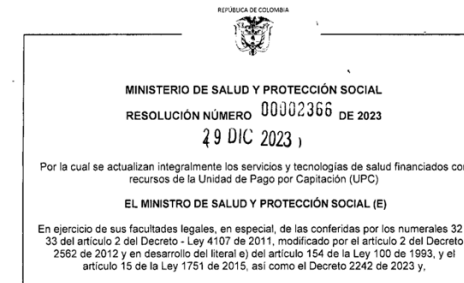 REPÚBLICA DE COLOMBIA
MINISTERIO DE SALUD Y PROTECCIÓN SOCIAL
RESOLUCIÓN NÚMERO 00002366 DE 2023
29 DIC 2023 )
Por la cual se actualizan integralmente los servicios y tecnologías de salud financiados con
recursos de la Unidad de Pago por Capitación (UPC)
EL MINISTRO DE SALUD Y PROTECCIÓN SOCIAL (E)
En ejercicio de sus facultades legales, en especial, de las conferidas por los numerales 32
33 del artículo 2 del Decreto - Ley 4107 de 2011, modificado por el artículo 2 del Decreto
2562 de 2012 y en desarrollo del literal e) del artículo 154 de la Ley 100 de 1993, y el
artículo 15 de la Ley 1751 de 2015, así como el Decreto 2242 de 2023 y,